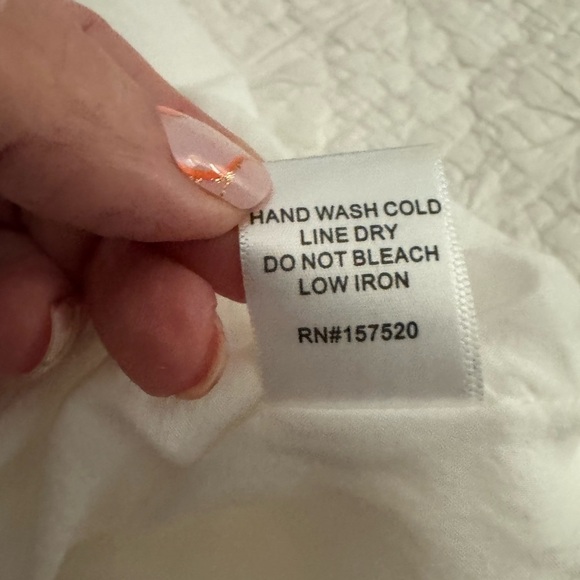 HAND WASH COLD
LINE DRY
DO NOT BLEACH
LOW IRON
RN#157520